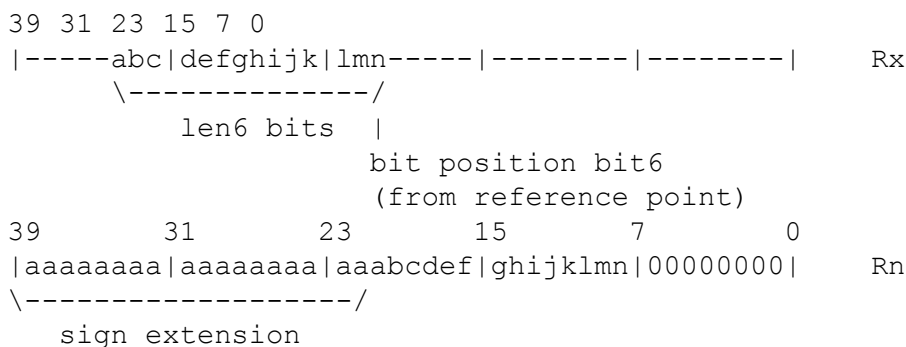 39 31 23 15 7 0
|-----abc|defghijk|lmn-----|--------|--------| Rx
\--------------/
len6 bits |
bit position bit6
(from reference point)
39 31 23 15 7 0
|aaaaaaaa|aaaaaaaa|aaabcdef|ghijklmn|00000000| Rn
\-------------------/
sign extension